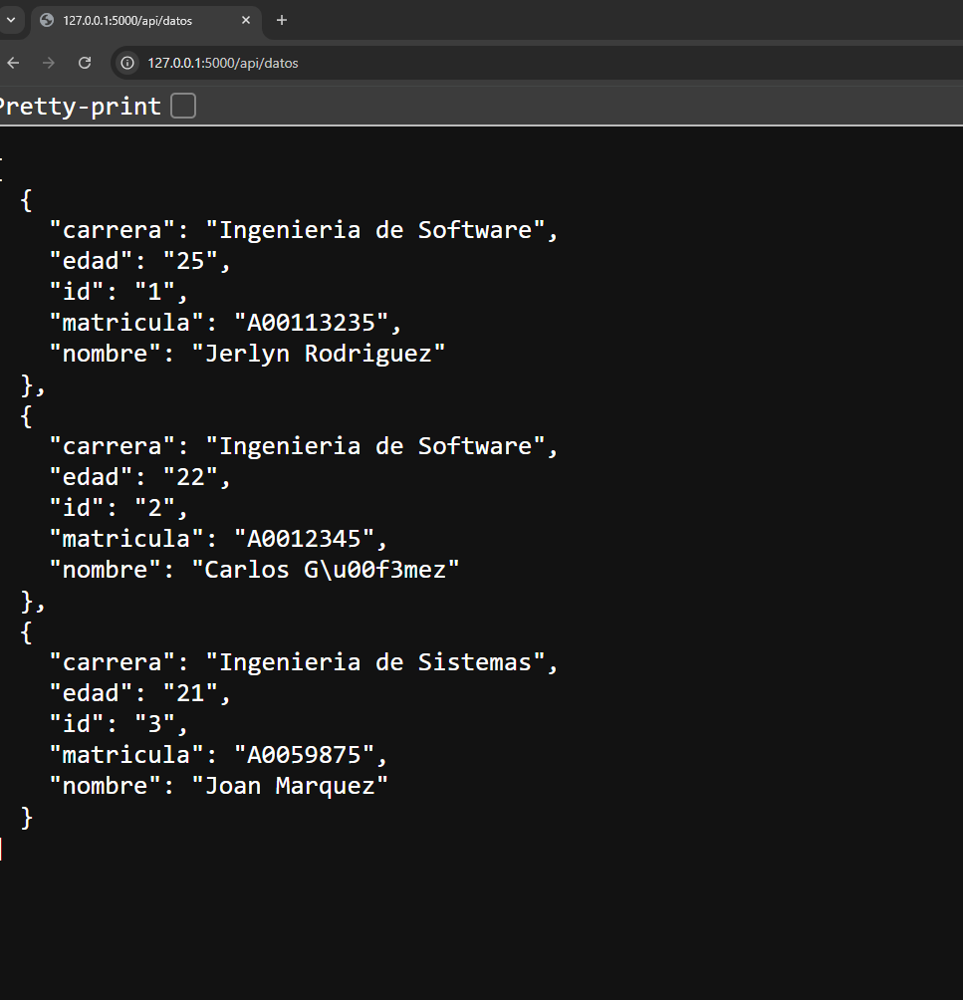 127.0.0.1:5000/api/datos
127.0.0.1:5000/api/datos
Pretty-print
[
{
"carrera": "Ingenieria de Software",
"edad": "25",
"id": "1",
"matricula": "A00113235",
"nombre": "Jerlyn Rodriguez"
},
{
"carrera": "Ingenieria de Software",
"edad": "22",
"id": "2",
"matricula": "A0012345",
"nombre": "Carlos G\u00f3mez"
},
{
"carrera": "Ingenieria de Sistemas",
"edad": "21",
"id": "3",
"matricula": "A0059875",
"nombre": "Joan Marquez"
}
]